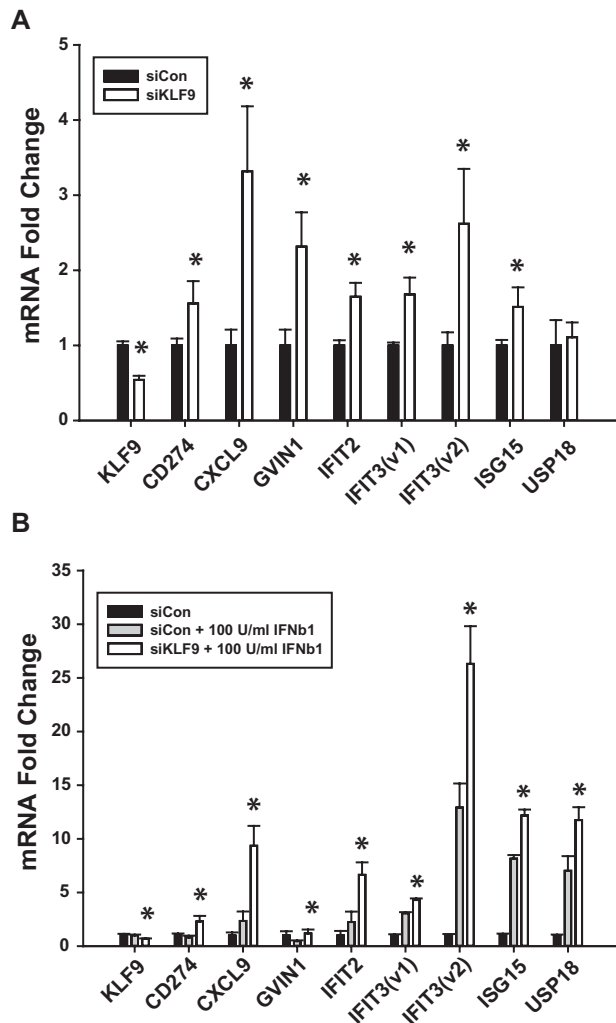 A
mRNA Fold Change
5
4
3
2
1
0
siCon
siKLF9
*
*
*
*
*
*
*
*
KLF9
CD274
CXCL9
GVIN1
IFIT2
IFIT3(v1)
IFIT3(v2)
ISG15
USP18
B
mRNA Fold Change
35
30
25
20
15
10
5
0
siCon
siCon + 100 U/ml IFNb1
siKLF9 + 100 U/ml IFNb1
*
*
*
*
*
*
*
*
*
KLF9
CD274
CXCL9
GVIN1
IFIT2
IFIT3(v1)
IFIT3(v2)
ISG15
USP18